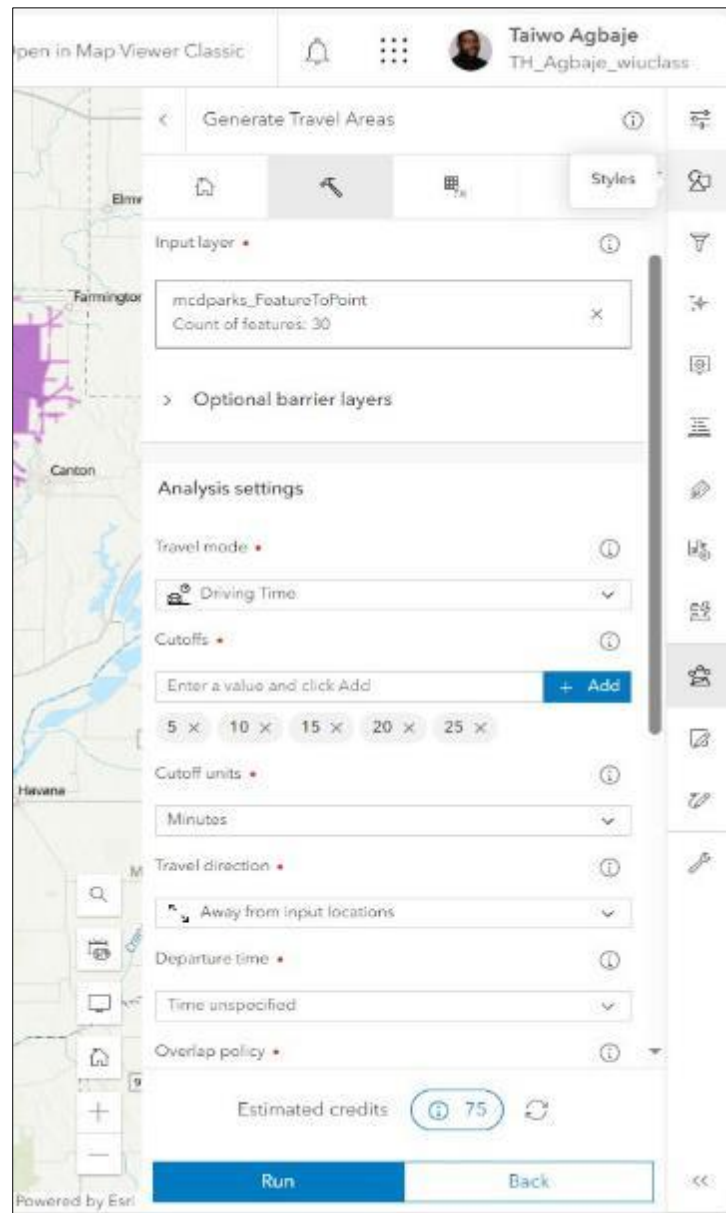 Open in Map Viewer Classic
Taiwo Agbaje
TH_Agbaje_wiuclass
Generate Travel Areas
Styles
Elmw
Input layer •
Farmington
mcdparks_FeatureToPoint
Count of features: 30
Optional barrier layers
Canton
Analysis settings
Travel mode •
Driving Time
Cutoffs •
Enter a value and click Add
+ Add
5 × 10 × 15 × 20 × 25 ×
Cutoff units •
Havana
Minutes
Travel direction •
M
Away from input locations
Departure time •
Time unspecified
Overlap policy •
9
Estimated credits
75
Run
Back
Powered by Esri